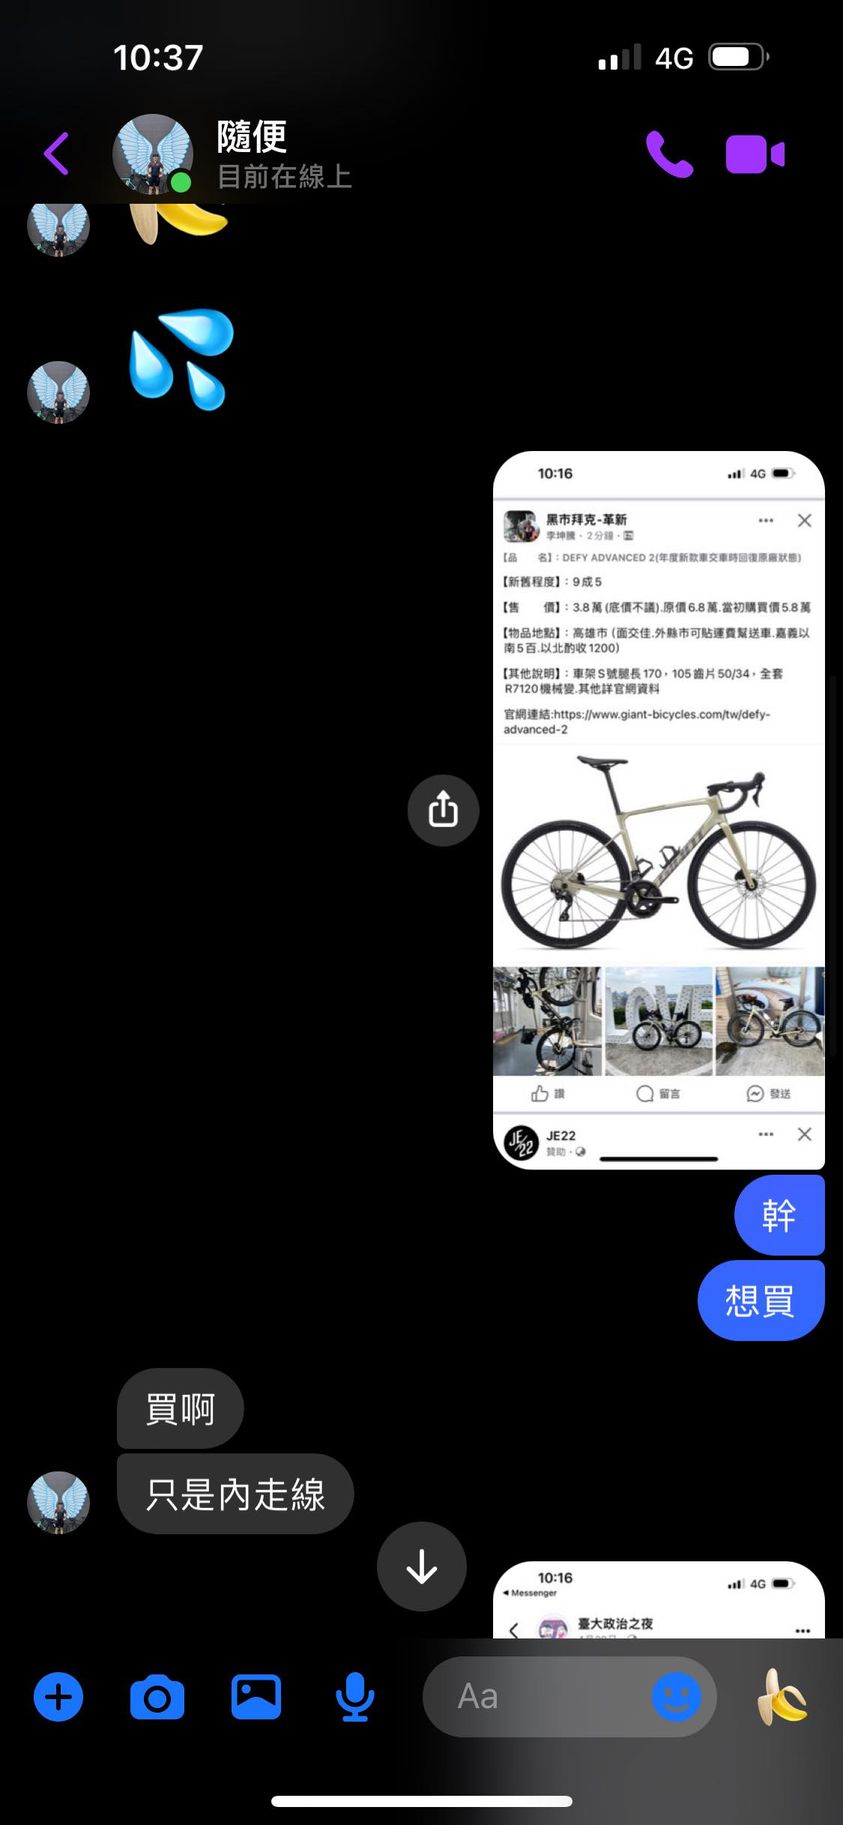 10:37
4G
隨便
目前在線上
10:16
4G
黑市拜克-革新
李坤騰・2分鐘・
【品　　名】：DEFY ADVANCED 2(年度新款車交車時回復原廠狀態)
【新舊程度】：9成5
【售　　價】：3.8萬(底價不議).原價6.8萬.當初購買價5.8萬
【物品地點】：高雄市（面交佳.外縣市可貼運費幫送車.嘉義以
南5百.以北酌收1200）
【其他說明】：車架S號腿長170，105齒片50/34，全套
R7120機械變.其他詳官網資料
官網連結:https://www.giant-bicycles.com/tw/defy-
advanced-2
GIANT
LOVE
讚
留言
發送
JE22
JE/22
贊助・
幹
想買
買啊
只是內走線
10:16
4G
Messenger
臺大政治之夜
Aa